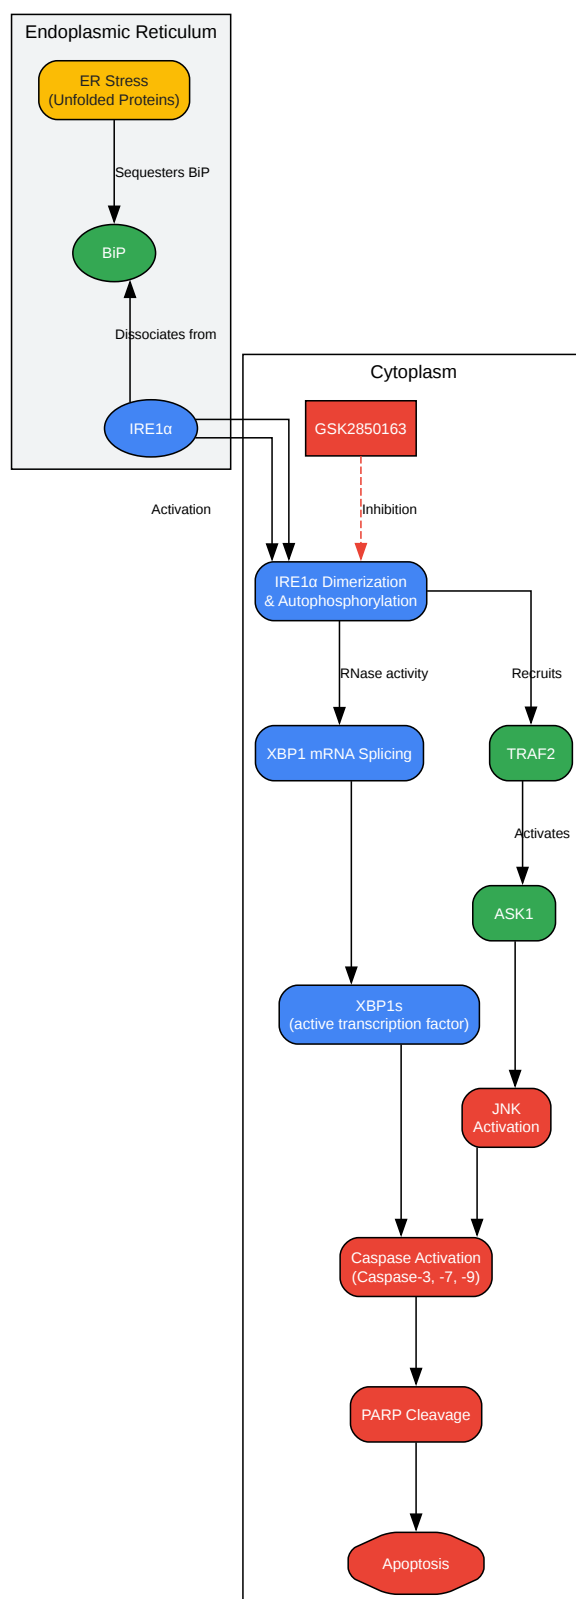 Endoplasmic Reticulum
ER Stress
(Unfolded Proteins)
Sequesters BiP
BiP
Dissociates from
IRE1α
Cytoplasm
GSK2850163
Activation
Inhibition
IRE1α Dimerization
& Autophosphorylation
RNase activity
Recruits
XBP1 mRNA Splicing
TRAF2
Activates
ASK1
XBP1s
(active transcription factor)
JNK
Activation
Caspase Activation
(Caspase-3, -7, -9)
PARP Cleavage
Apoptosis